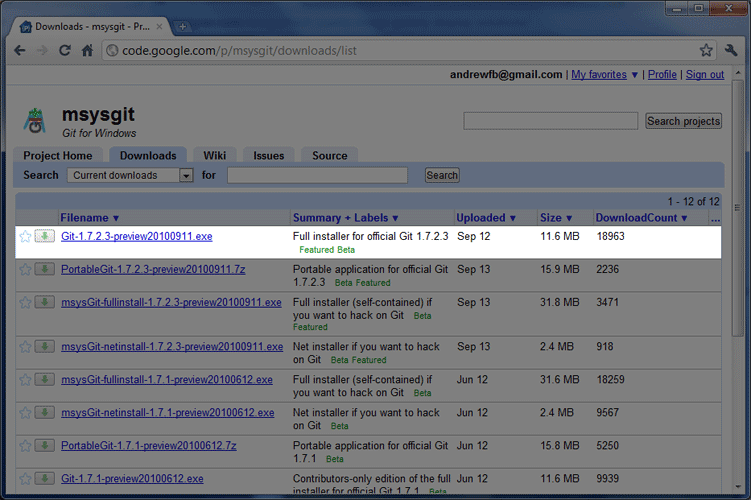 Downloads - msysgit - Pr...
code.google.com/p/msysgit/downloads/list
andrewfb@gmail.com | My favorites ▼ | Profile | Sign out
msysgit
Git for Windows
Search projects
Project Home Downloads Wiki Issues Source
Search Current downloads for Search
1 - 12 of 12
Filename ▼ Summary + Labels ▼ Uploaded ▼ Size ▼ DownloadCount ▼ ...
Git-1.7.2.3-preview20100911.exe Full installer for official Git 1.7.2.3 Sep 12 11.6 MB 18963
Featured Beta
PortableGit-1.7.2.3-preview20100911.7z Portable application for official Git Sep 13 15.9 MB 2236
1.7.2.3 Beta Featured
msysGit-fullinstall-1.7.2.3-preview20100911.exe Full installer (self-contained) if Sep 13 31.8 MB 3471
you want to hack on Git Beta
Featured
msysGit-netinstall-1.7.2.3-preview20100911.exe Net installer if you want to hack Sep 13 2.4 MB 918
on Git Beta Featured
msysGit-fullinstall-1.7.1-preview20100612.exe Full installer (self-contained) if Jun 12 31.6 MB 18259
you want to hack on Git Beta
msysGit-netinstall-1.7.1-preview20100612.exe Net installer if you want to hack Jun 12 2.4 MB 9567
on Git Beta
PortableGit-1.7.1-preview20100612.7z Portable application for official Git Jun 12 15.8 MB 5250
1.7.1 Beta
Git-1.7.1-preview20100612.exe Contributors-only edition of the full Jun 12 11.6 MB 9939
installer for official Git 1.7.1 Beta